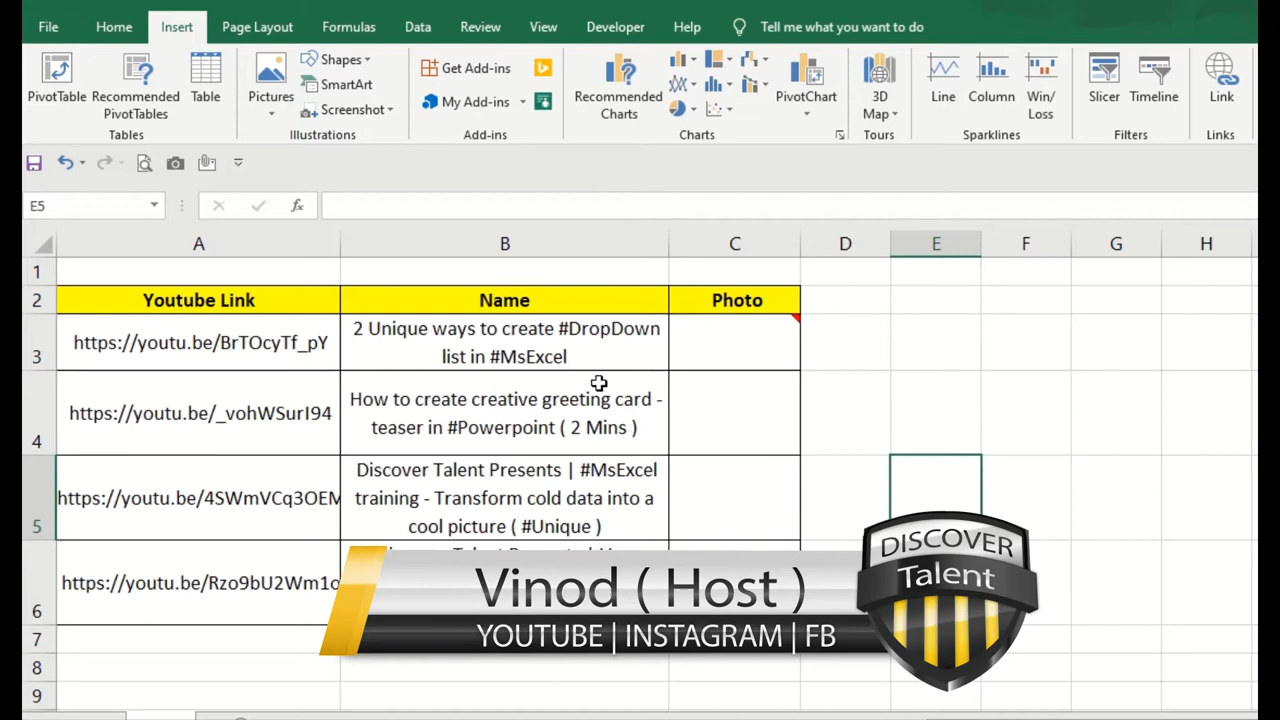 File Home Insert Page Layout Formulas Data Review View Developer Help Tell me what you want to do
PivotTable Recommended PivotTables Table
Tables
Pictures Shapes SmartArt Screenshot
Illustrations
Get Add-ins
My Add-ins
Add-ins
Recommended Charts
PivotChart
Charts
3D Map
Tours
Line Column Win/Loss
Sparklines
Slicer Timeline
Filters
Link
Links
E5 fx
A B C D E F G H
1
2 Youtube Link Name Photo
3 https://youtu.be/BrTOcyTf_pY 2 Unique ways to create #DropDown
list in #MsExcel
4 https://youtu.be/_vohWSurI94 How to create creative greeting card -
teaser in #Powerpoint ( 2 Mins )
5 https://youtu.be/4SWmVCq3OEM Discover Talent Presents | #MsExcel
training - Transform cold data into a
cool picture ( #Unique )
6 https://youtu.be/Rzo9bU2Wm1o
7
8
9
Vinod ( Host )
YOUTUBE | INSTAGRAM | FB
DISCOVER
Talent